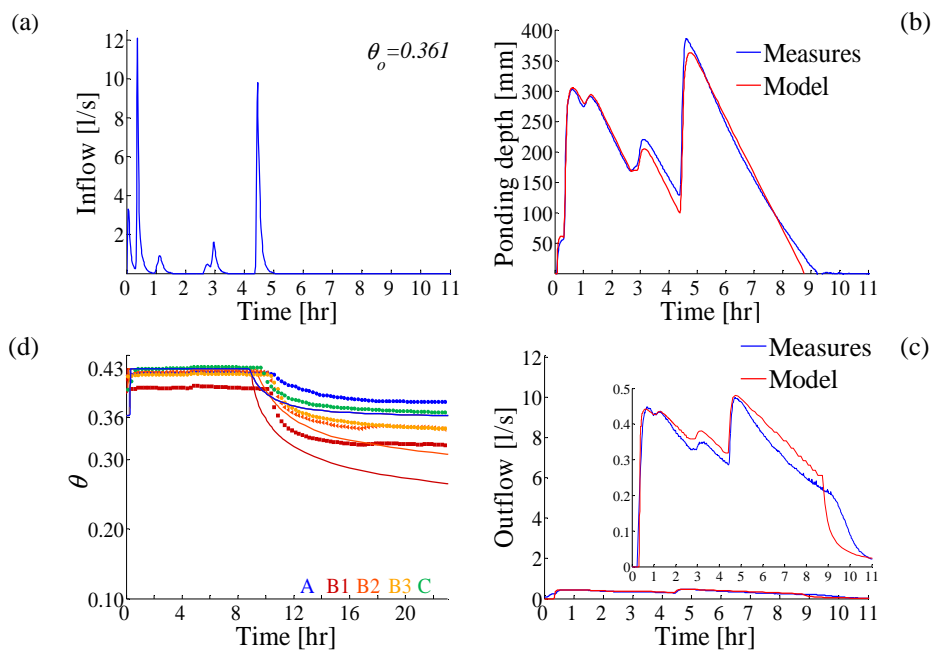 (a)
θo=0.361
Inflow [l/s]
12
10
8
6
4
2
0 1 2 3 4 5 6 7 8 9 10 11
Time [hr]
(b)
Measures
Model
Ponding depth [mm]
400
350
300
250
200
150
100
50
0 1 2 3 4 5 6 7 8 9 10 11
Time [hr]
(d)
θ
0.43
0.36
0.30
0.20
0.10
A B1 B2 B3 C
0 4 8 12 16 20
Time [hr]
(c)
Measures
Model
Outflow [l/s]
12
10
8
6
4
2
0
0 1 2 3 4 5 6 7 8 9 10 11
Time [hr]
0.5
0.4
0.3
0.2
0.1
0
0 1 2 3 4 5 6 7 8 9 10 11